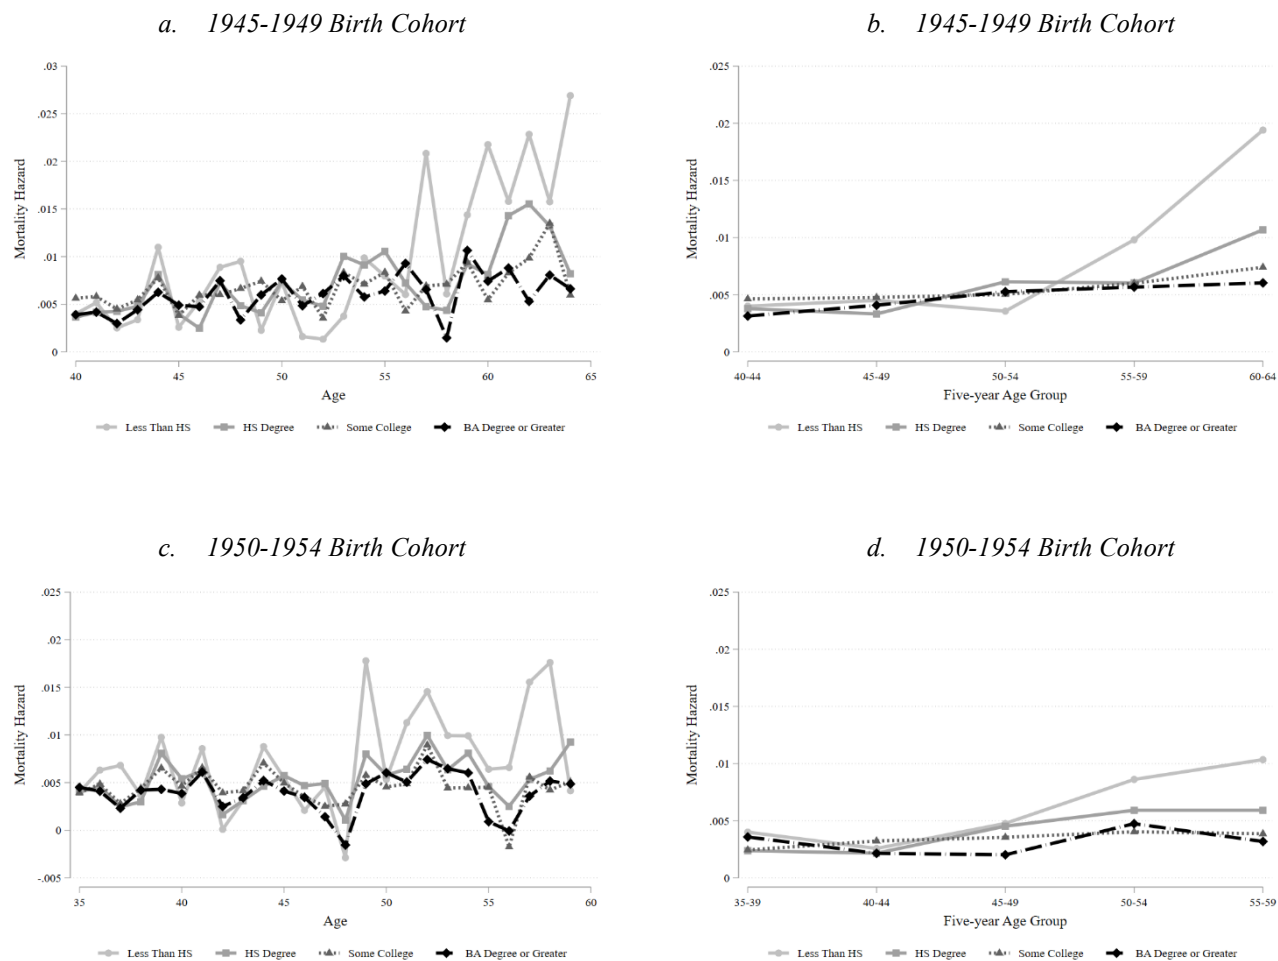 a. 1945-1949 Birth Cohort
.03
.025
.02
.015
.01
.005
0
Mortality Hazard
40 45 50 55 60 65
Age
Less Than HS HS Degree Some College BA Degree or Greater
b. 1945-1949 Birth Cohort
.025
.02
.015
.01
.005
0
Mortality Hazard
40-44 45-49 50-54 55-59 60-64
Five-year Age Group
Less Than HS HS Degree Some College BA Degree or Greater
c. 1950-1954 Birth Cohort
.025
.02
.015
.01
.005
0
-.005
Mortality Hazard
35 40 45 50 55 60
Age
Less Than HS HS Degree Some College BA Degree or Greater
d. 1950-1954 Birth Cohort
.025
.02
.015
.01
.005
0
Mortality Hazard
35-39 40-44 45-49 50-54 55-59
Five-year Age Group
Less Than HS HS Degree Some College BA Degree or Greater